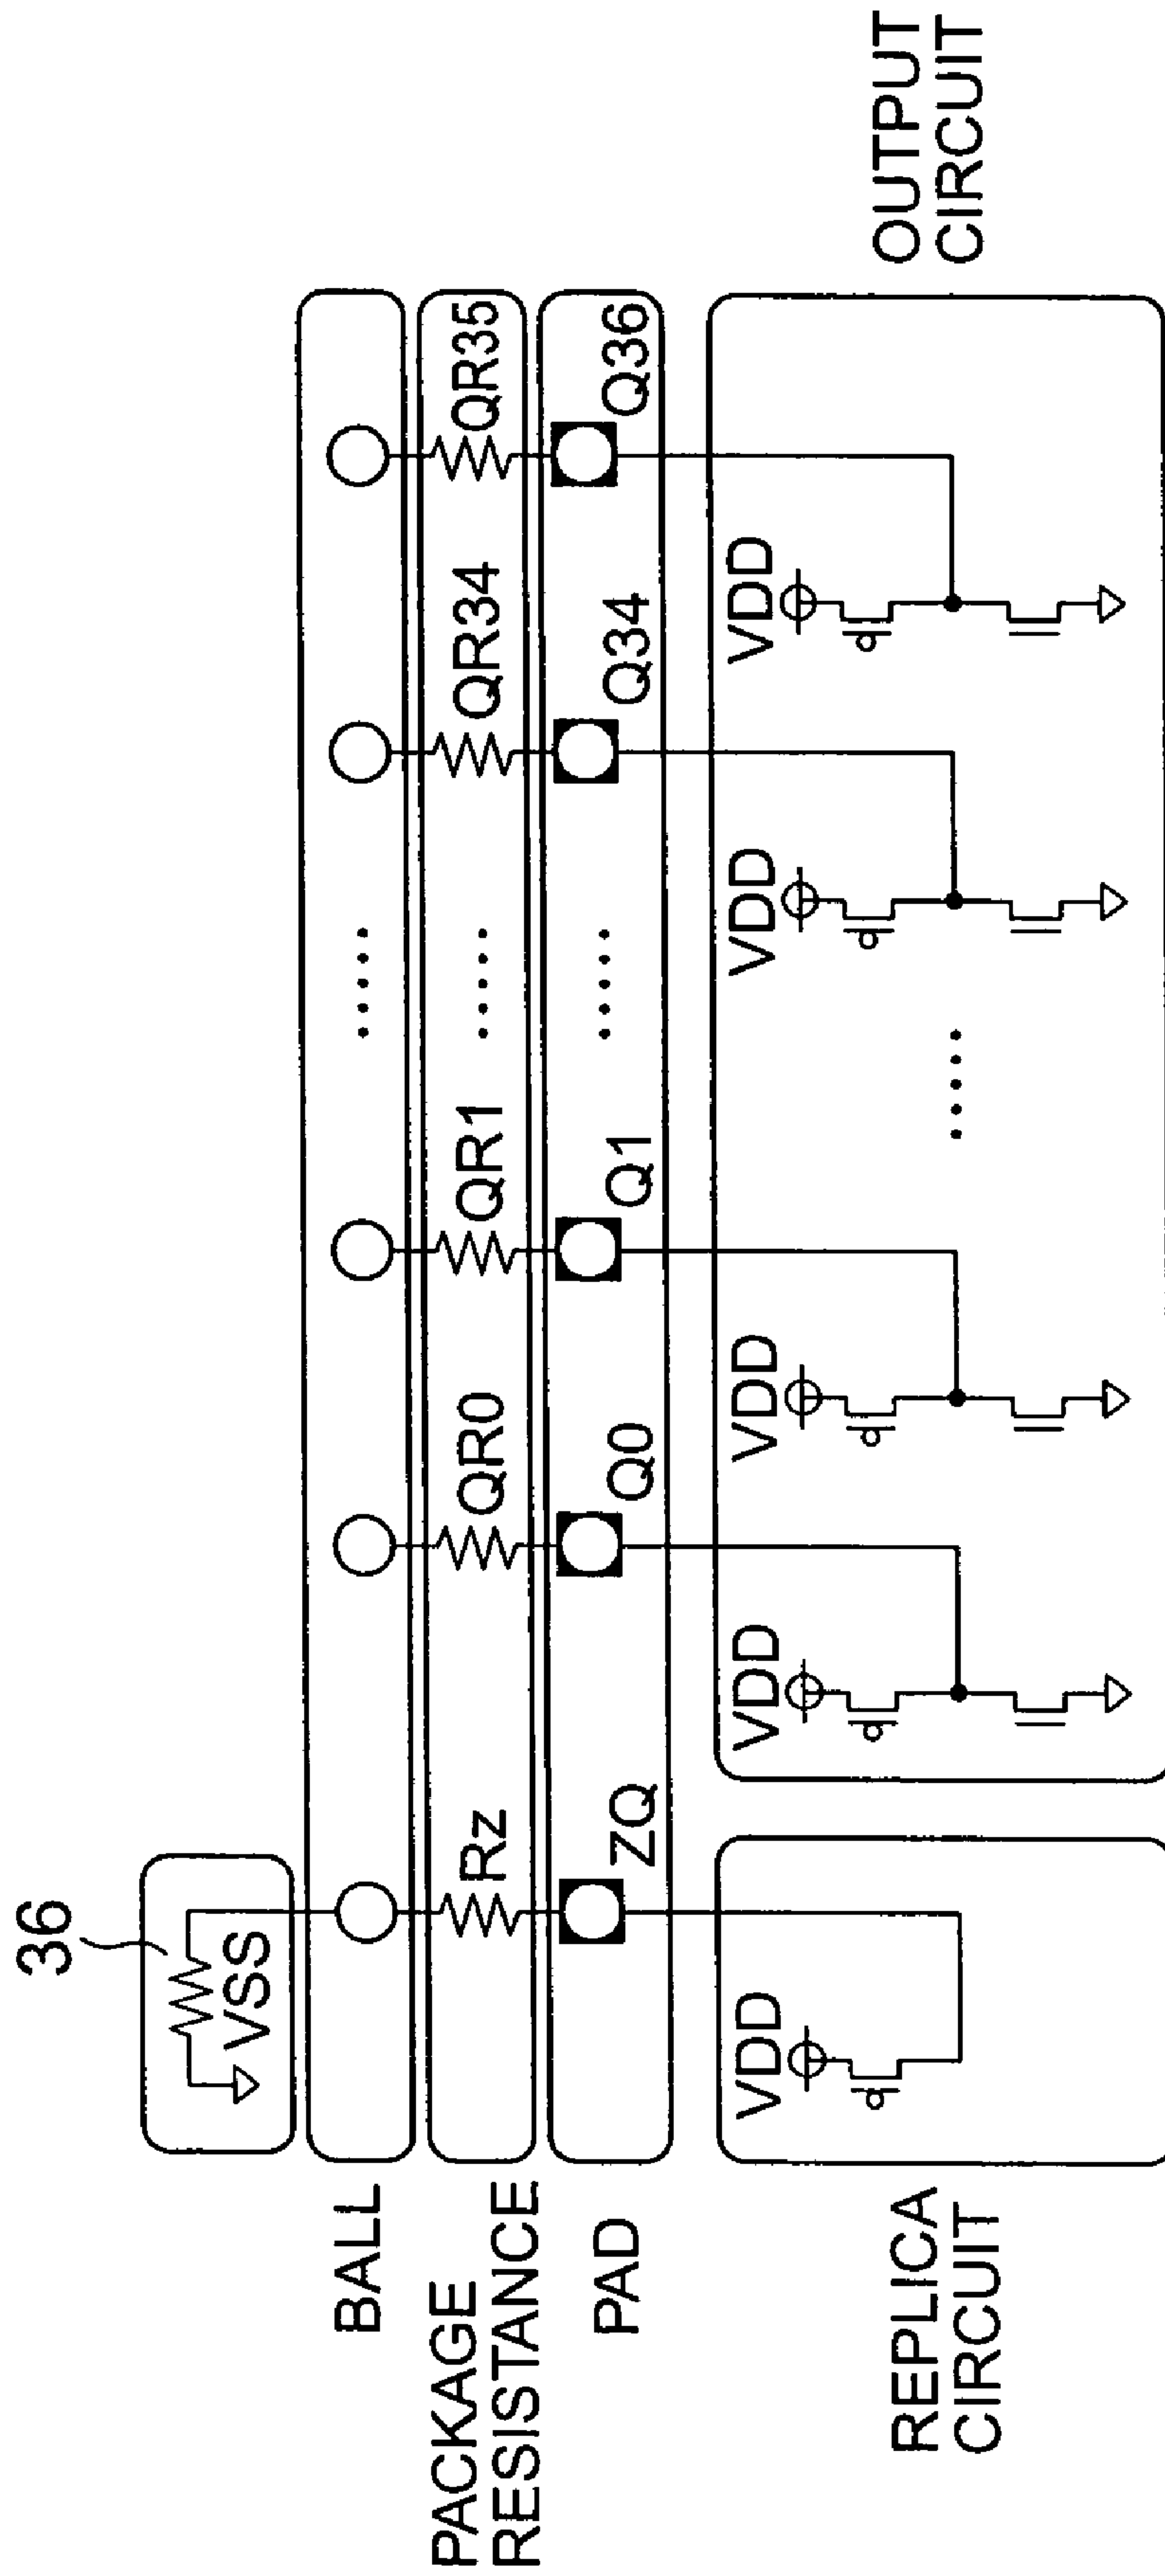 36
VSS
BALL
PACKAGE
RESISTANCE
Rz
QR0
QR1
.....
QR34
QR35
PAD
ZQ
Q0
Q1
.....
Q34
Q36
REPLICA
CIRCUIT
VDD
VDD
VDD
VDD
VDD
OUTPUT
CIRCUIT